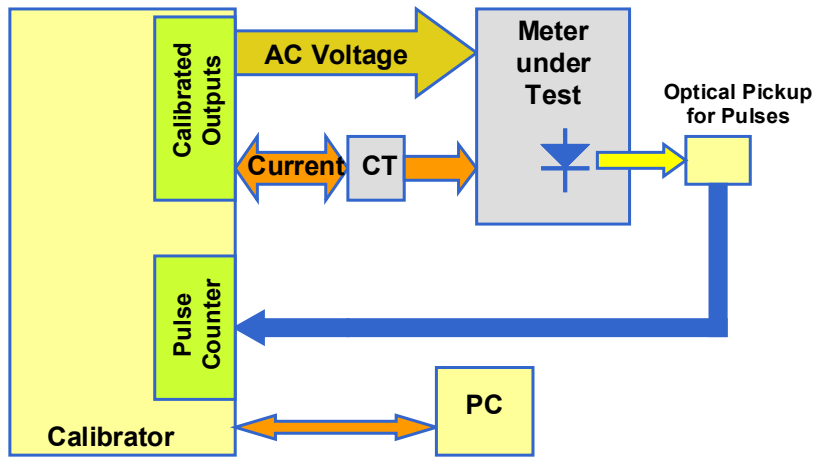 Calibrated
Outputs
AC Voltage
Meter
under
Test
Optical Pickup
for Pulses
Current
CT
Pulse
Counter
PC
Calibrator